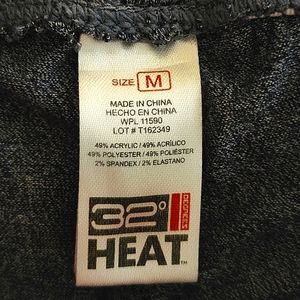 SIZE M
MADE IN CHINA
HECHO EN CHINA
WPL 11590
LOT # T162349
49% ACRYLIC / 49% ACRÍLICO
49% POLYESTER / 49% POLIÉSTER
2% SPANDEX / 2% ELASTANO
32° DEGREES
HEAT™